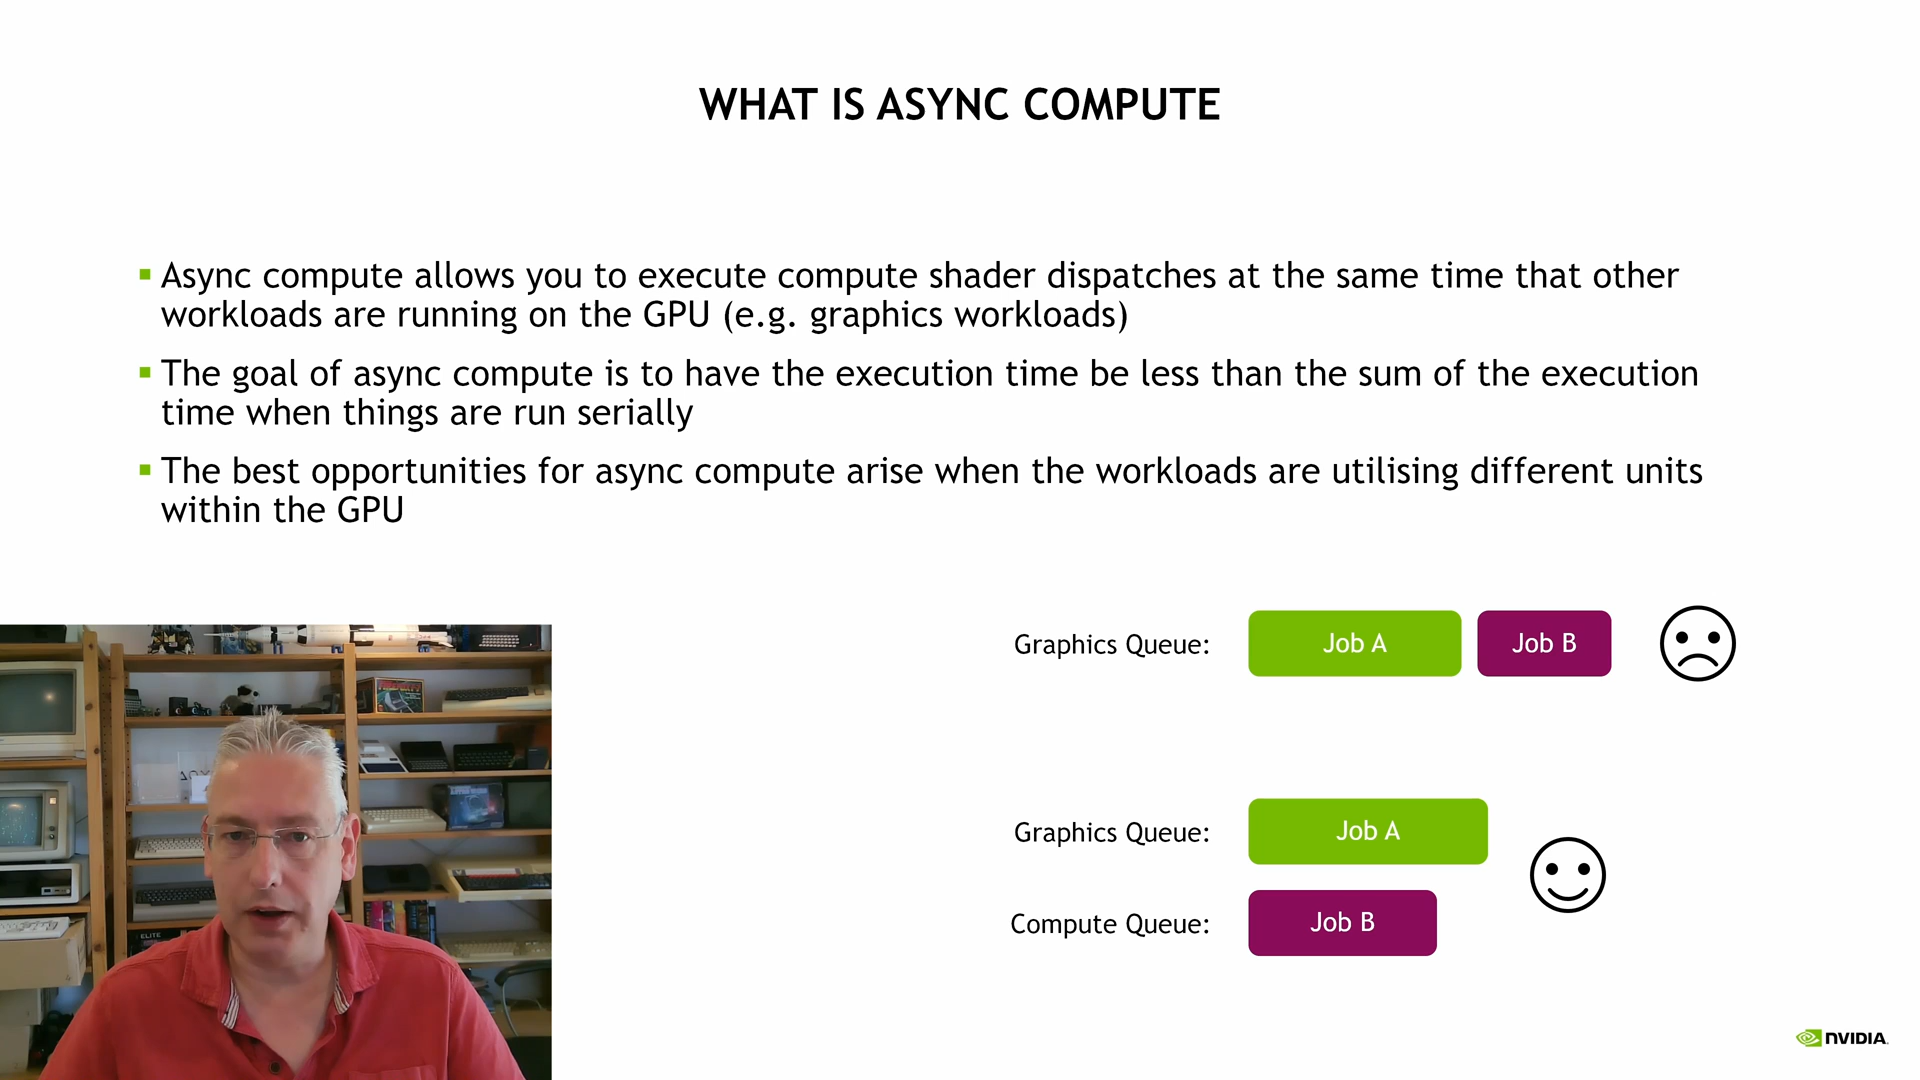 WHAT IS ASYNC COMPUTE
Async compute allows you to execute compute shader dispatches at the same time that other
workloads are running on the GPU (e.g. graphics workloads)
The goal of async compute is to have the execution time be less than the sum of the execution
time when things are run serially
The best opportunities for async compute arise when the workloads are utilising different units
within the GPU
Graphics Queue:
Job A
Job B
Graphics Queue:
Job A
Compute Queue:
Job B
ELITE
NVIDIA